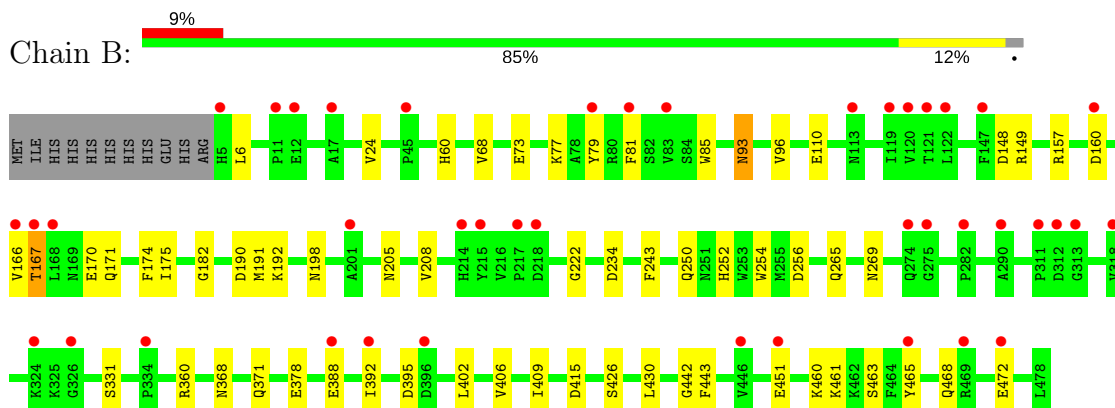 9%
Chain B:
85% 12% •
MET ILE HIS HIS HIS HIS HIS HIS GLU HIS ARG H5 L6 P11 E12 A17 V24 P45 H60 V68 E73 K77 A78 Y79 R80 F81 S82 V83 S84 W85 N93 V96 E110 N113 I119 V120 T121 L122 F147 D148 R149 R157 D160
V166 T167 L168 N169 E170 Q171 F174 I175 G182 D190 M191 K192 N198 A201 N205 V208 H214 Y215 V216 P217 D218 G222 D234 F243 Q250 N251 H252 W253 W254 M255 D256 Q265 N269 Q274 G275 P282 A290 P311 D312 G313 V318
K324 K325 G326 S331 P334 R360 N368 Q371 E378 E388 I392 D395 D396 L402 V406 I409 D415 S426 L430 G442 F443 V446 E451 K460 K461 K462 S463 F464 Y465 Q468 R469 E472 L478